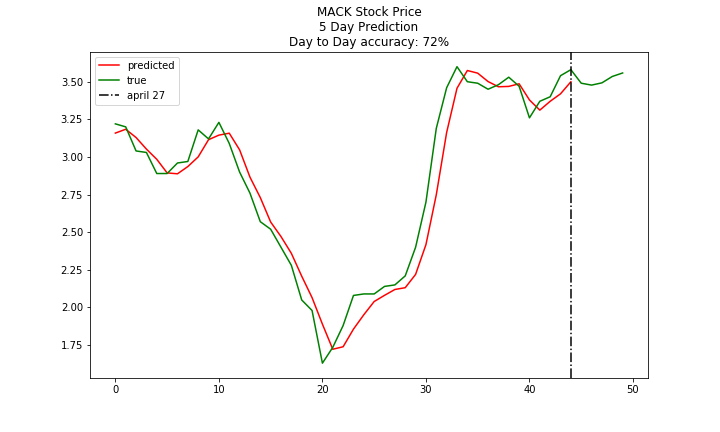 MACK Stock Price
5 Day Prediction
Day to Day accuracy: 72%
predicted
true
april 27
3.50
3.25
3.00
2.75
2.50
2.25
2.00
1.75
0 10 20 30 40 50